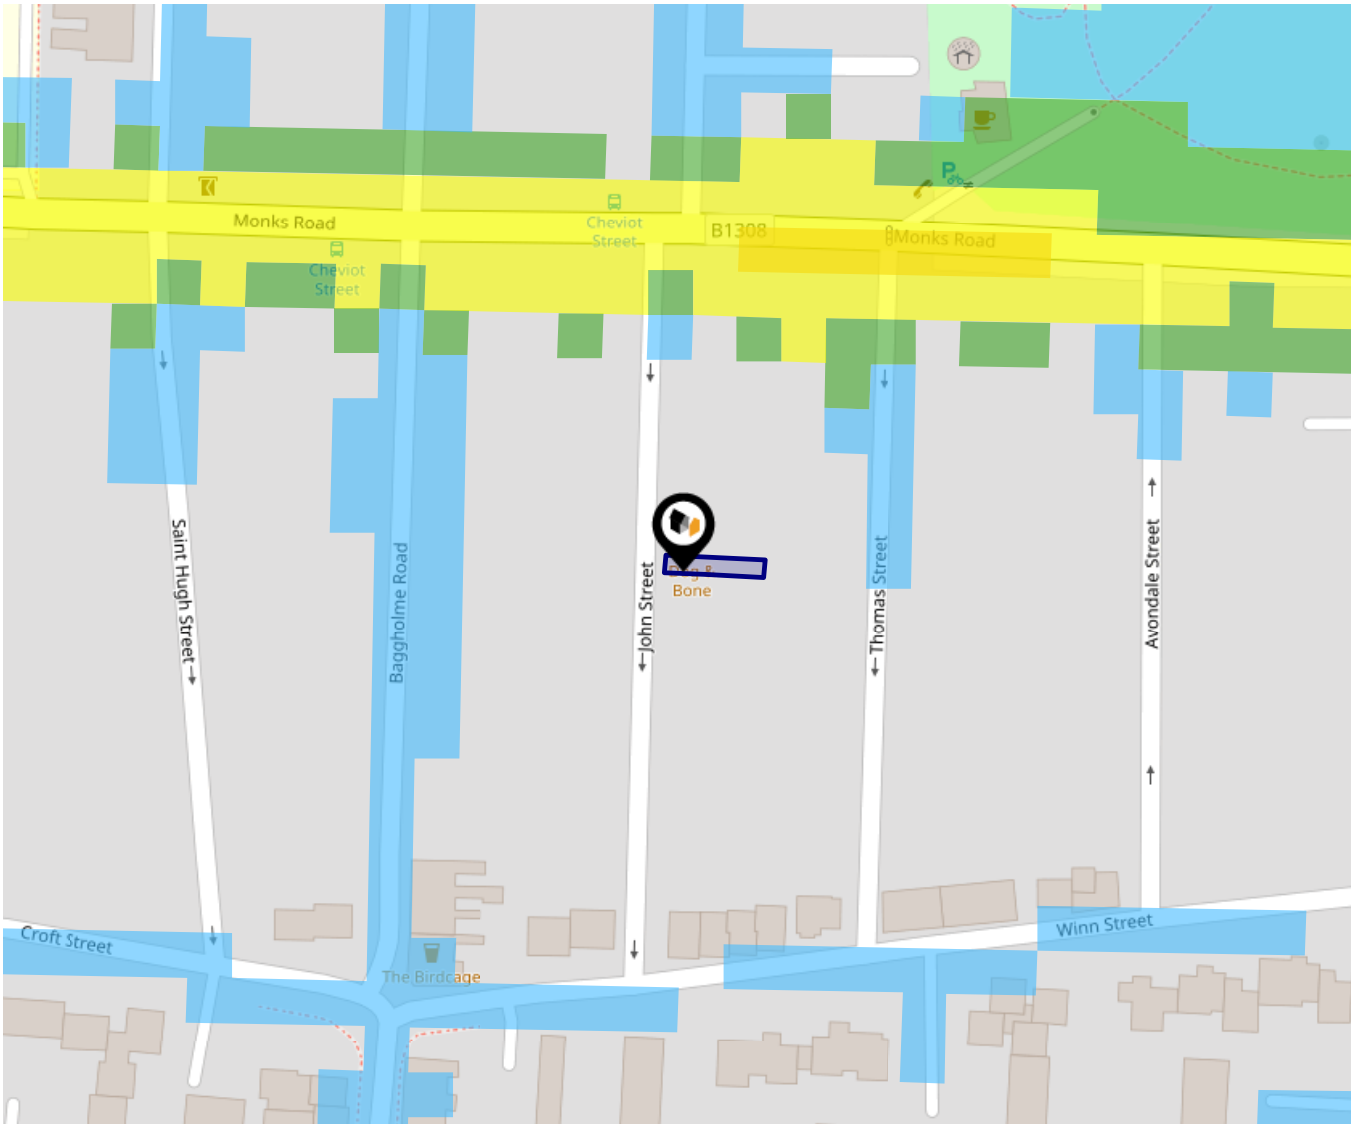 Monks Road
Cheviot
Street
B1308
Monks Road
Cheviot
Street
P
Saint Hugh Street
Baggholme Road
John Street
Dog &
Bone
Thomas Street
Avondale Street
Croft Street
The Birdcage
Winn Street